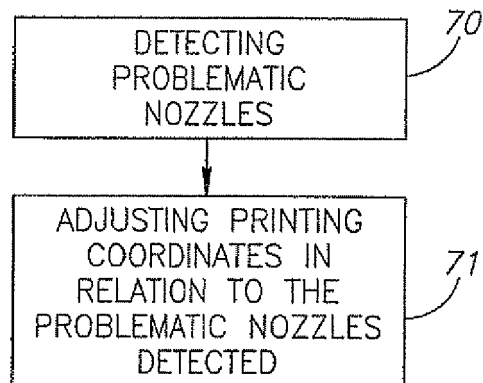 70
DETECTING
PROBLEMATIC
NOZZLES
ADJUSTING PRINTING
COORDINATES IN
RELATION TO THE
PROBLEMATIC NOZZLES
DETECTED
71